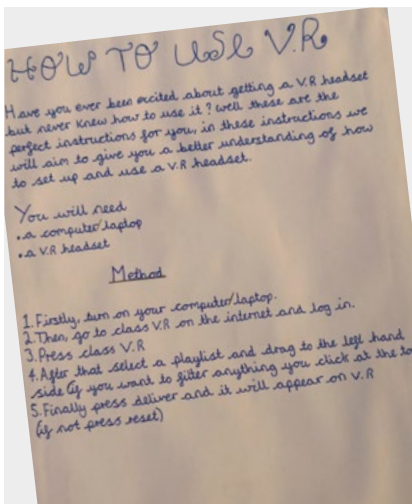 HOW TO USE V.R
Have you ever been excited about getting a V.R headset
but never knew how to use it? Well these are the
perfect instructions for you, in these instructions we
will aim to give you a better understanding of how
to set up and use a V.R headset.
You will need
•a computer/laptop
•a V.R headset
Method
1.Firstly, turn on your computer/laptop.
2.Then, go to class V.R on the internet and log in.
3.Press class V.R
4.After that select a playlist and drag to the left hand
side (if you want to filter anything you click at the to
5.Finally press deliver and it will appear on V.R
(if not press reset)